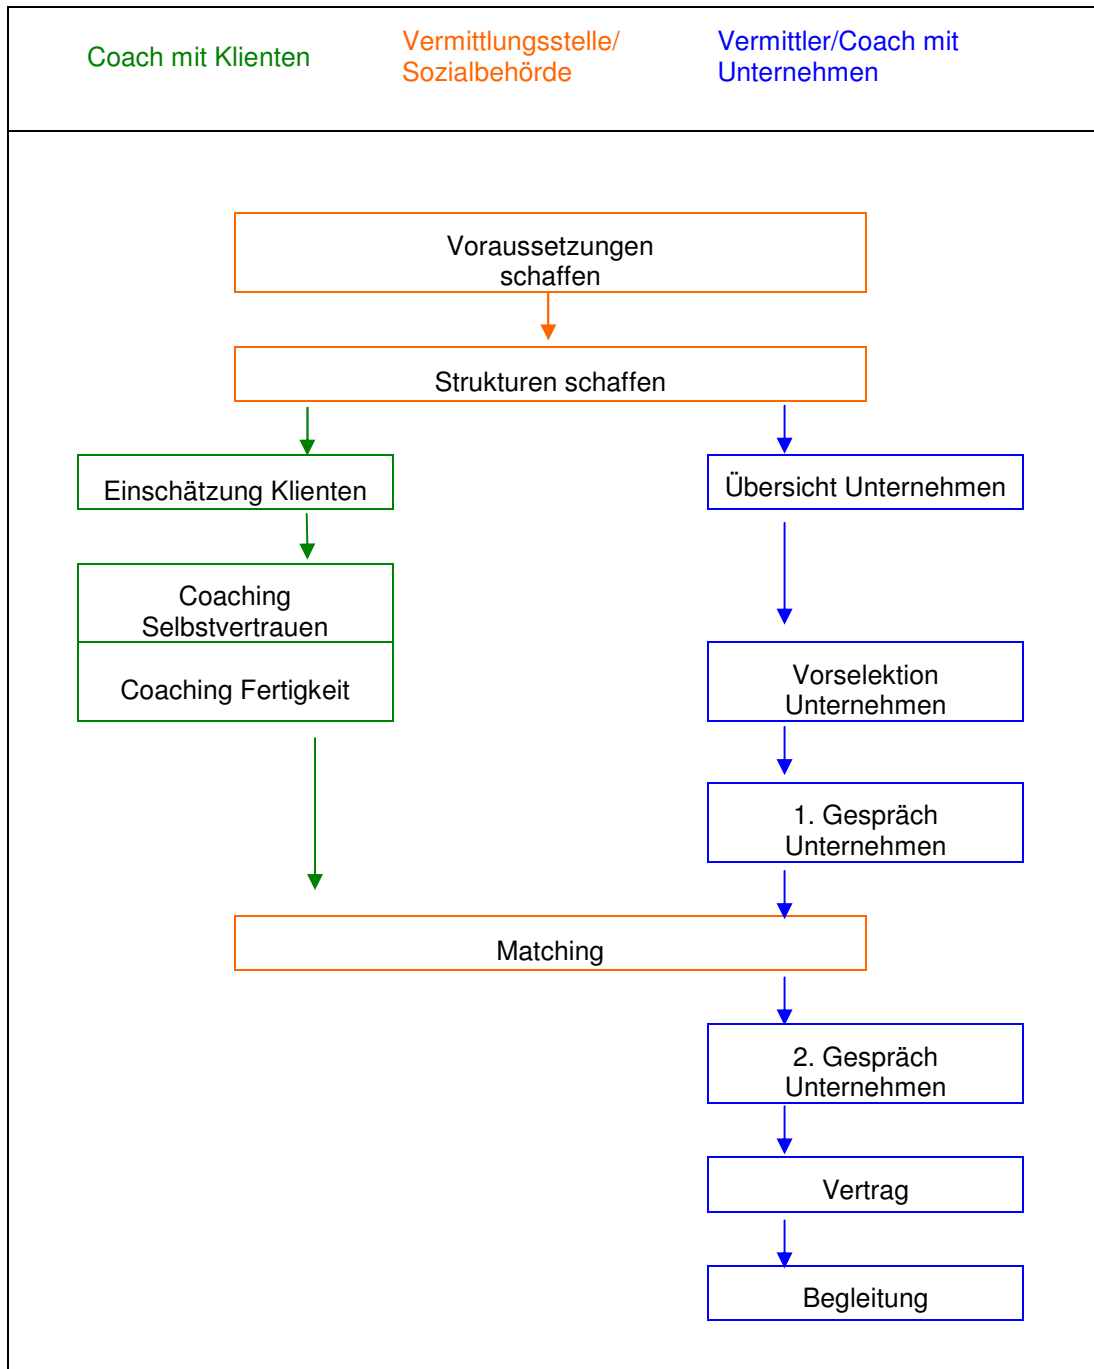 Coach mit Klienten
Vermittlungsstelle/
Sozialbehörde
Vermittler/Coach mit
Unternehmen
Voraussetzungen
schaffen
Strukturen schaffen
Einschätzung Klienten
Übersicht Unternehmen
Coaching
Selbstvertrauen
Coaching Fertigkeit
Vorselektion
Unternehmen
1. Gespräch
Unternehmen
Matching
2. Gespräch
Unternehmen
Vertrag
Begleitung